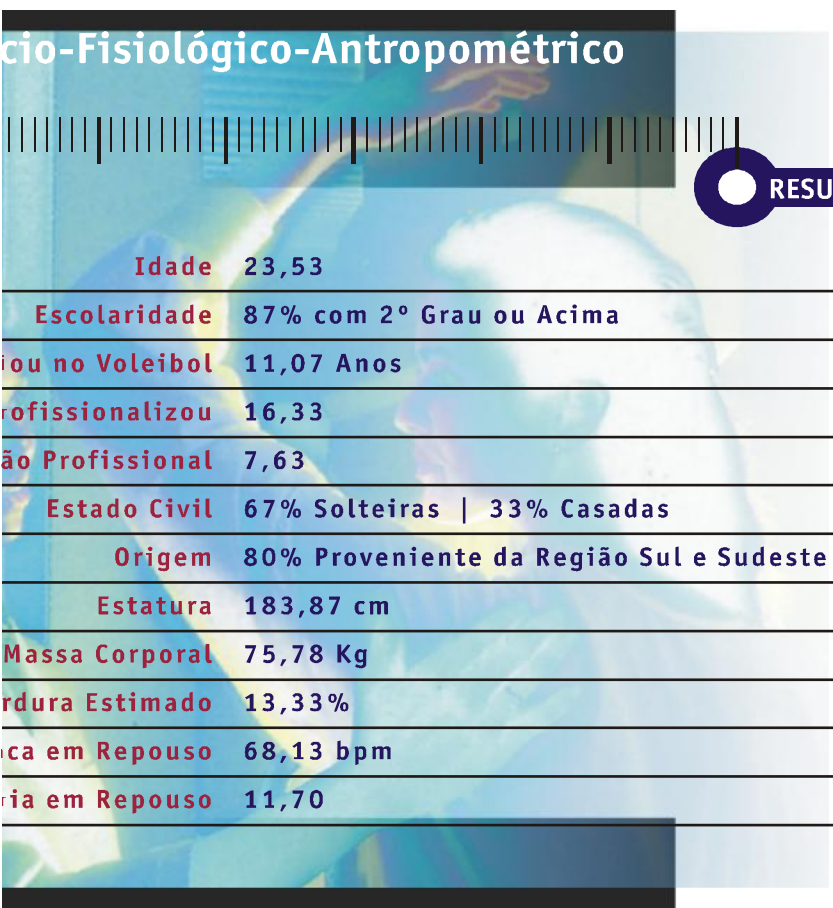 cio-Fisiológico-Antropométrico
RESU
Idade 23,53
Escolaridade 87% com 2º Grau ou Acima
iou no Voleibol 11,07 Anos
rofissionalizou 16,33
ão Profissional 7,63
Estado Civil 67% Solteiras | 33% Casadas
Origem 80% Proveniente da Região Sul e Sudeste
Estatura 183,87 cm
Massa Corporal 75,78 Kg
rdura Estimado 13,33%
ca em Repouso 68,13 bpm
ria em Repouso 11,70